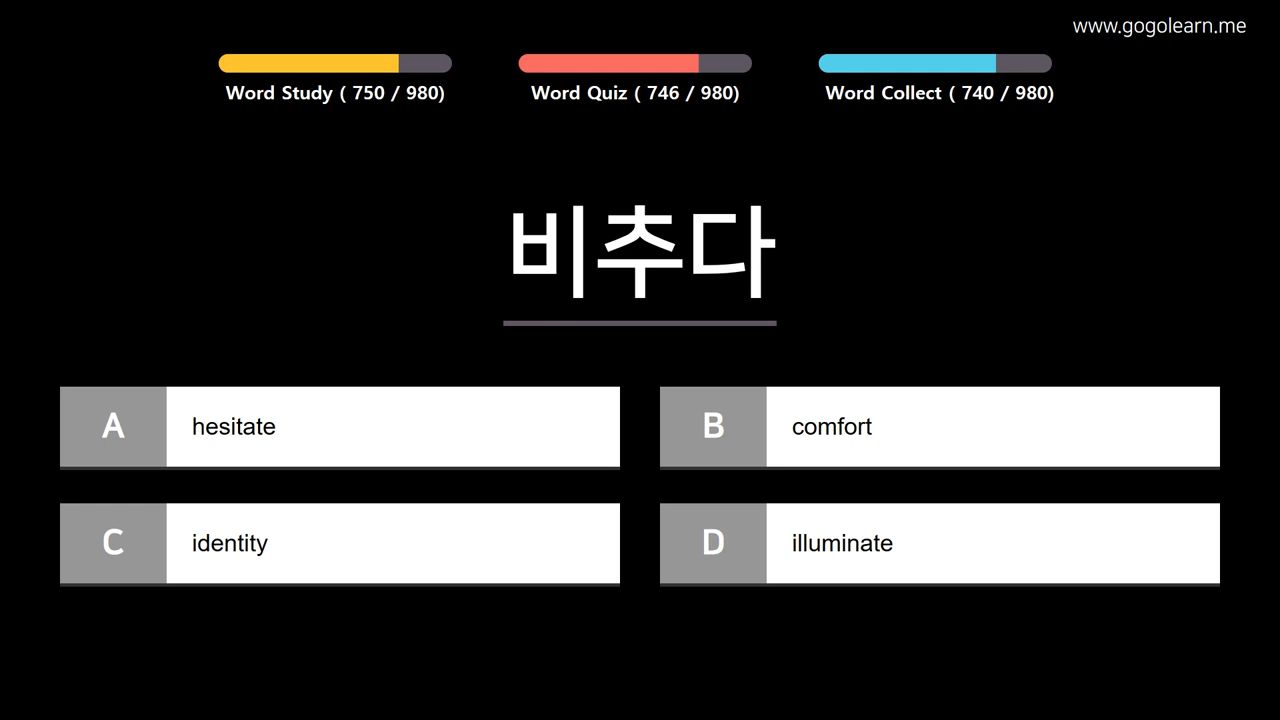 www.gogolearn.me
Word Study ( 750 / 980)
Word Quiz ( 746 / 980)
Word Collect ( 740 / 980)
비추다
A hesitate
B comfort
C identity
D illuminate